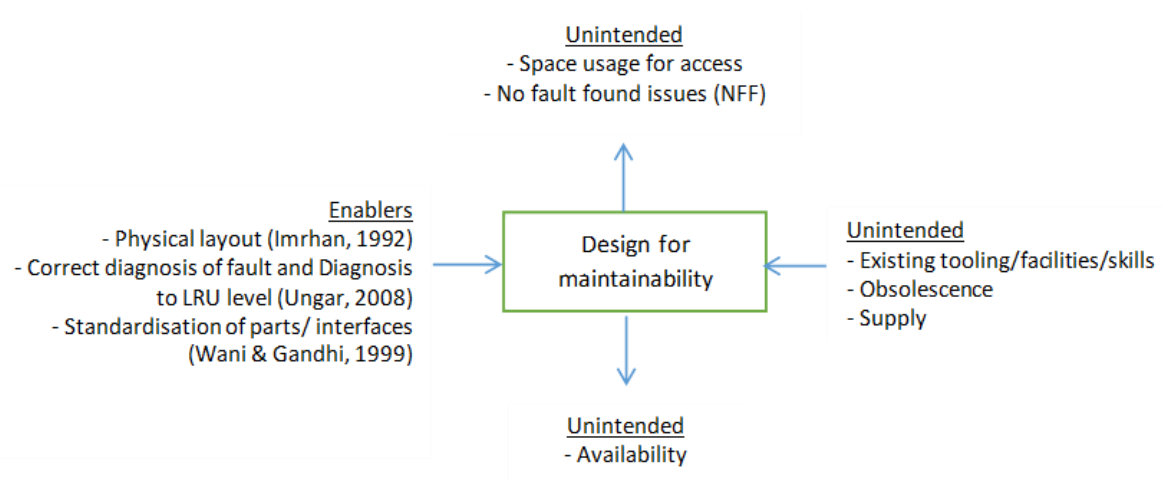 Unintended
- Space usage for access
- No fault found issues (NFF)
Enablers
- Physical layout (Imrhan, 1992)
- Correct diagnosis of fault and Diagnosis
to LRU level (Ungar, 2008)
- Standardisation of parts/ interfaces
(Wani & Gandhi, 1999)
Design for
maintainability
Unintended
- Existing tooling/facilities/skills
- Obsolescence
- Supply
Unintended
- Availability